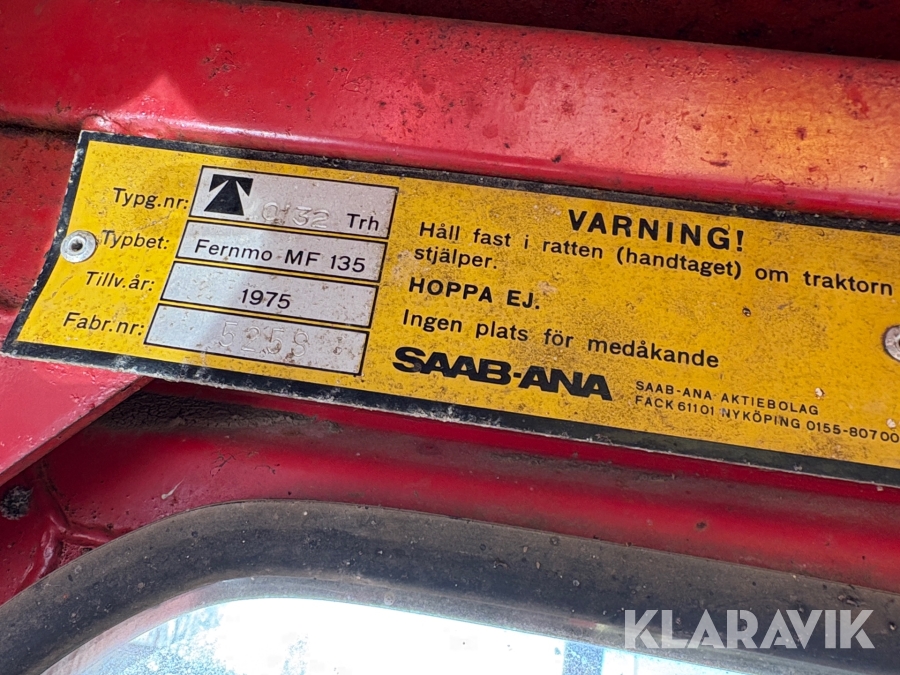 Typg.nr: 0132 Trh
Typbet: Fernmo MF 135
Tillv.år: 1975
Fabr.nr: 5258
VARNING!
Håll fast i ratten (handtaget) om traktorn
stjälper.
HOPPA EJ.
Ingen plats för medåkande
SAAB-ANA
SAAB-ANA AKTIEBOLAG
FACK 61101 NYKÖPING 0155-80700
KLARAVIK